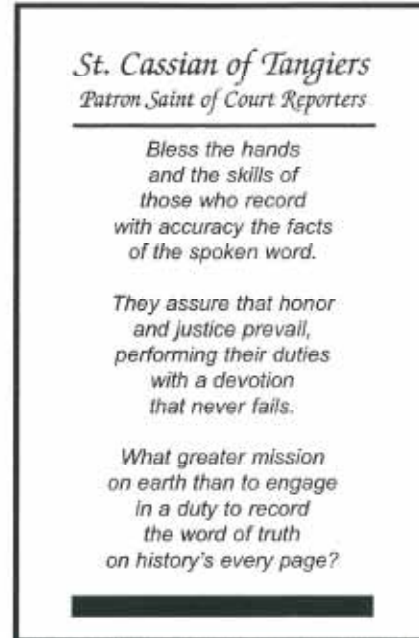 St. Cassian of Tangiers
Patron Saint of Court Reporters
Bless the hands
and the skills of
those who record
with accuracy the facts
of the spoken word.
They assure that honor
and justice prevail,
performing their duties
with a devotion
that never fails.
What greater mission
on earth than to engage
in a duty to record
the word of truth
on history's every page?